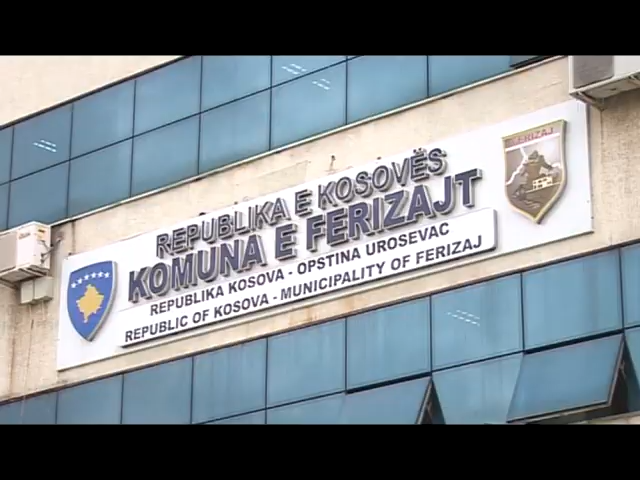 REPUBLIKA E KOSOVËS
KOMUNA E FERIZAJT
REPUBLIKA KOSOVA - OPSTINA UROSEVAC
REPUBLIC OF KOSOVA - MUNICIPALITY OF FERIZAJ
FERIZAJ